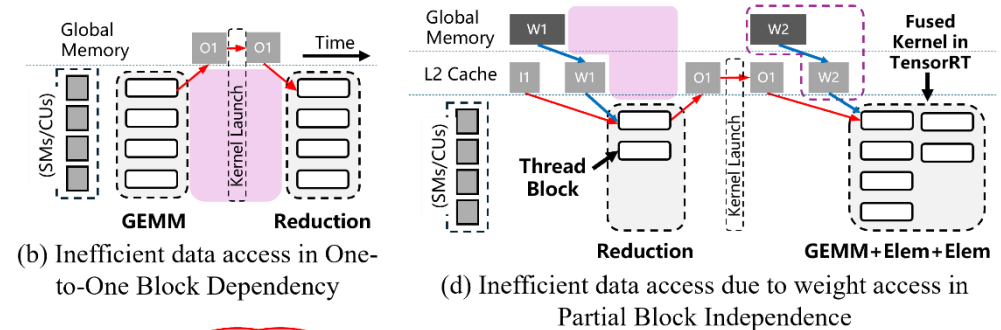 Global
Memory
O1
O1
Time
(SMs/CUs)
Kernel Launch
GEMM
Reduction
(b) Inefficient data access in One-
to-One Block Dependency
Global
Memory
W1
W2
Fused
Kernel in
TensorRT
L2 Cache
I1
W1
O1
O1
W2
(SMs/CUs)
Thread
Block
Kernel Launch
Reduction
GEMM+Elem+Elem
(d) Inefficient data access due to weight access in
Partial Block Independence